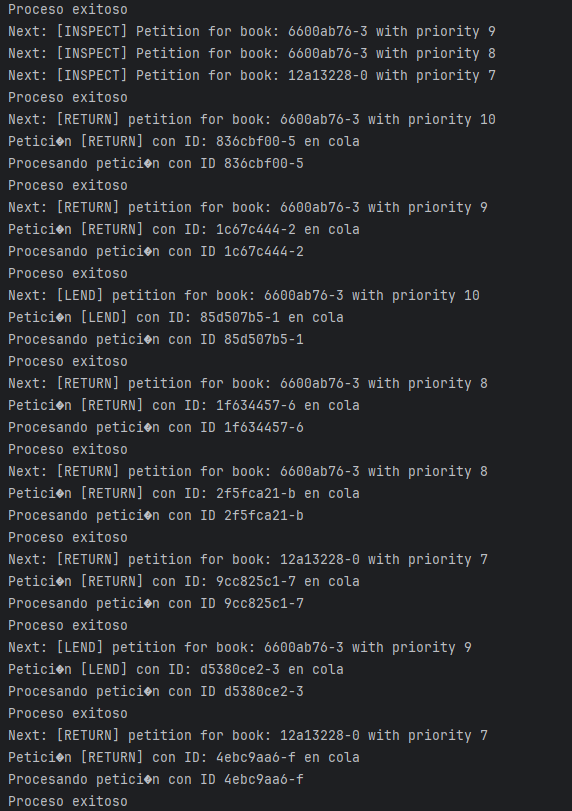 Proceso exitoso
Next: [INSPECT] Petition for book: 6600ab76-3 with priority 9
Next: [INSPECT] Petition for book: 6600ab76-3 with priority 8
Next: [INSPECT] Petition for book: 12a13228-0 with priority 7
Proceso exitoso
Next: [RETURN] petition for book: 6600ab76-3 with priority 10
Petici�n [RETURN] con ID: 836cbf00-5 en cola
Procesando petici�n con ID 836cbf00-5
Proceso exitoso
Next: [RETURN] petition for book: 6600ab76-3 with priority 9
Petici�n [RETURN] con ID: 1c67c444-2 en cola
Procesando petici�n con ID 1c67c444-2
Proceso exitoso
Next: [LEND] petition for book: 6600ab76-3 with priority 10
Petici�n [LEND] con ID: 85d507b5-1 en cola
Procesando petici�n con ID 85d507b5-1
Proceso exitoso
Next: [RETURN] petition for book: 6600ab76-3 with priority 8
Petici�n [RETURN] con ID: 1f634457-6 en cola
Procesando petici�n con ID 1f634457-6
Proceso exitoso
Next: [RETURN] petition for book: 6600ab76-3 with priority 8
Petici�n [RETURN] con ID: 2f5fca21-b en cola
Procesando petici�n con ID 2f5fca21-b
Proceso exitoso
Next: [RETURN] petition for book: 12a13228-0 with priority 7
Petici�n [RETURN] con ID: 9cc825c1-7 en cola
Procesando petici�n con ID 9cc825c1-7
Proceso exitoso
Next: [LEND] petition for book: 6600ab76-3 with priority 9
Petici�n [LEND] con ID: d5380ce2-3 en cola
Procesando petici�n con ID d5380ce2-3
Proceso exitoso
Next: [RETURN] petition for book: 12a13228-0 with priority 7
Petici�n [RETURN] con ID: 4ebc9aa6-f en cola
Procesando petici�n con ID 4ebc9aa6-f
Proceso exitoso